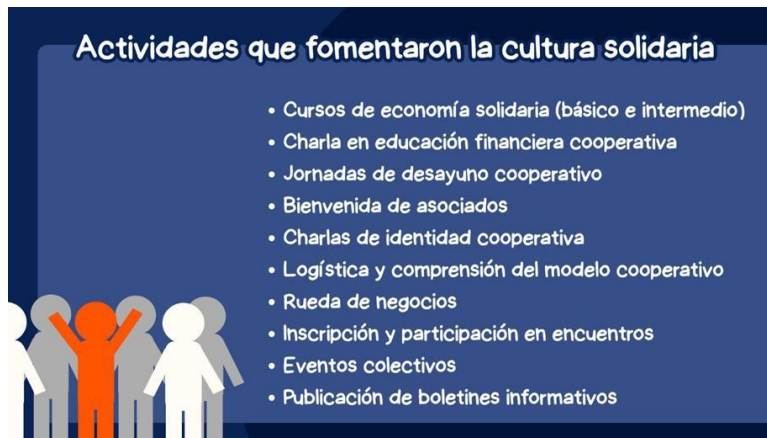 Actividades que fomentaron la cultura solidaria
• Cursos de economía solidaria (básico e intermedio)
• Charla en educación financiera cooperativa
• Jornadas de desayuno cooperativo
• Bienvenida de asociados
• Charlas de identidad cooperativa
• Logística y comprensión del modelo cooperativo
• Rueda de negocios
• Inscripción y participación en encuentros
• Eventos colectivos
• Publicación de boletines informativos